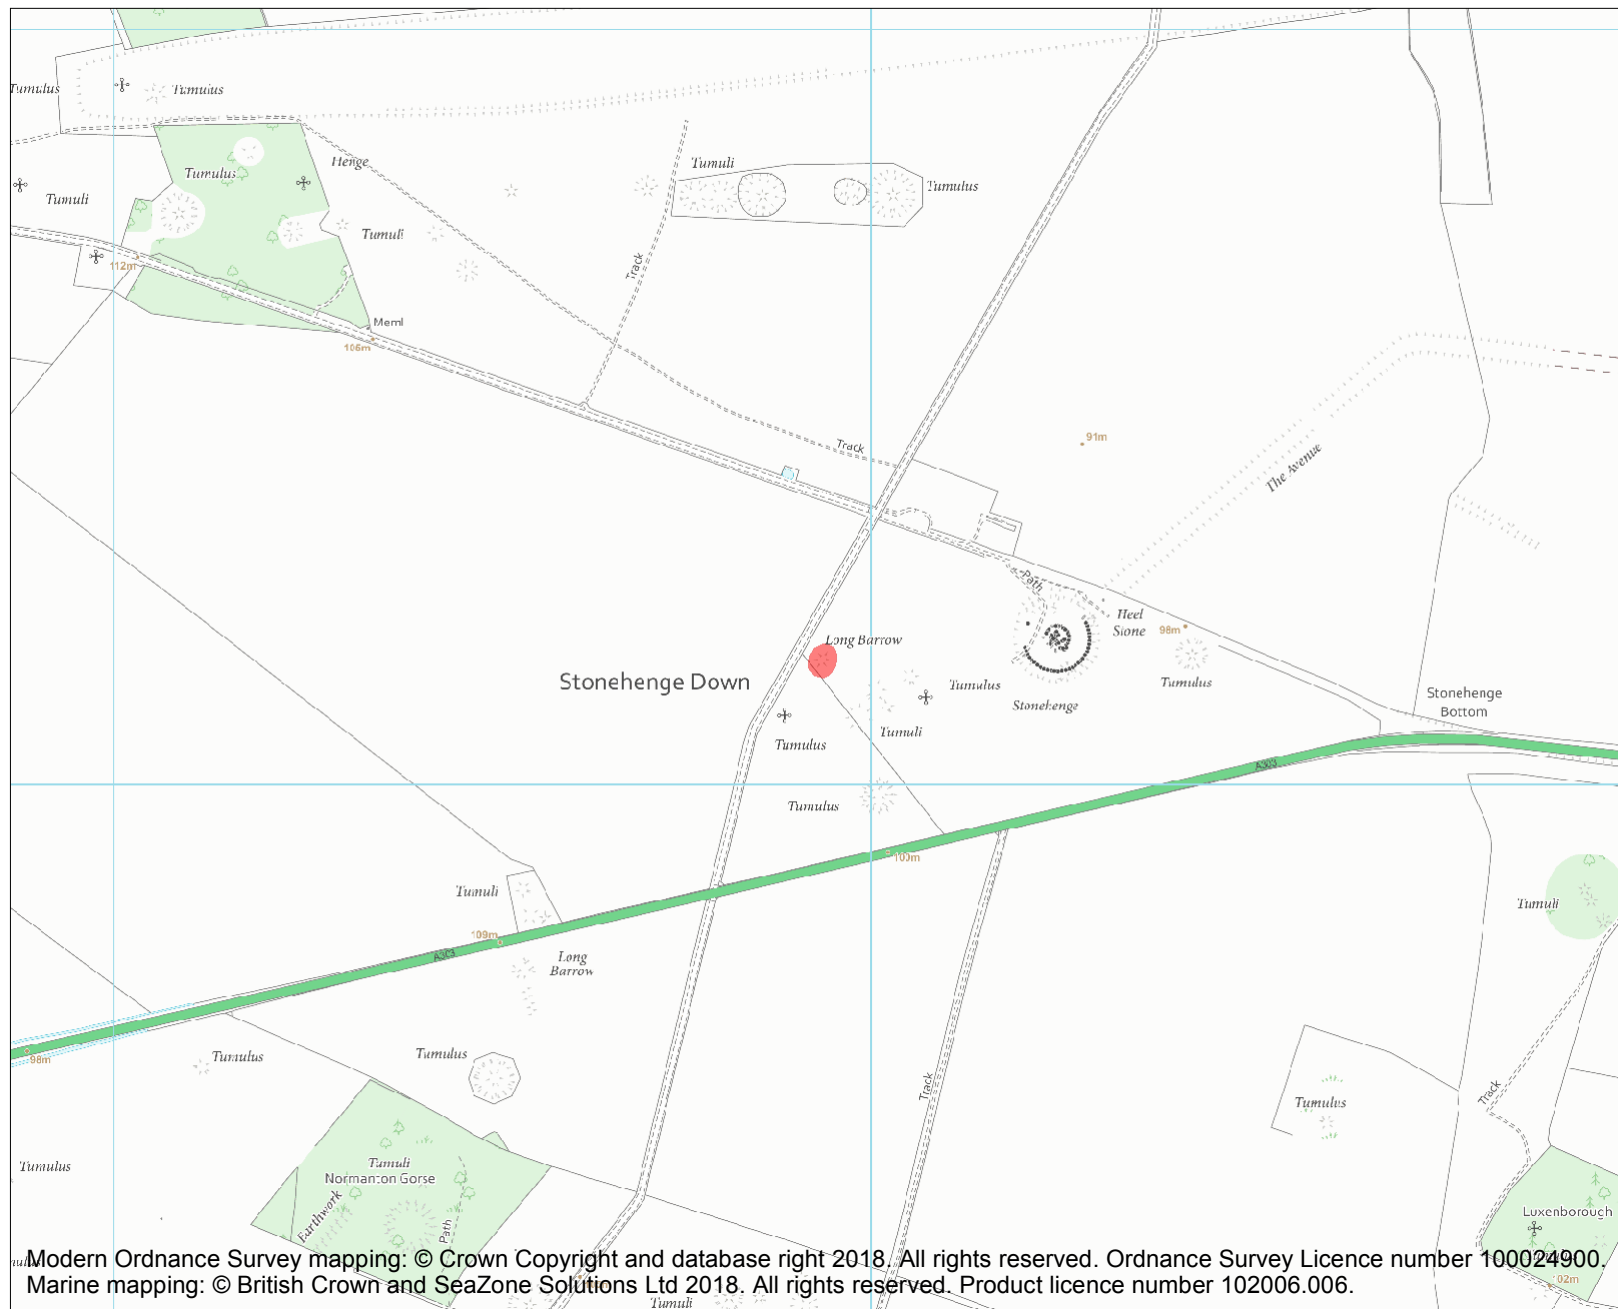 Tumulus
Tumulus
Henge
Tumulus
Tumuli
Tumuli
Tumuli
Tumulus
Track
112m
Meml
106m
Track
91m
The Avenue
Path
Heel
Stone
98m
Long Barrow
Stonehenge Down
Tumulus
Tumulus
Stonehenge
Stonehenge
Bottom
Tumuli
Tumulus
A303
Tumulus
100m
Tumuli
Tumuli
109m
A303
Long
Barrow
98m
Tumulus
Tumulus
Track
Track
Tumulus
Tumulus
Tumuli
Normanton Gorse
Earthwork
Path
Luxenborough
Modern Ordnance Survey mapping: © Crown Copyright and database right 2018. All rights reserved. Ordnance Survey Licence number 100024900.
Marine mapping: © British Crown and SeaZone Solutions Ltd 2018. All rights reserved. Product licence number 102006.006.
102m
Tumuli